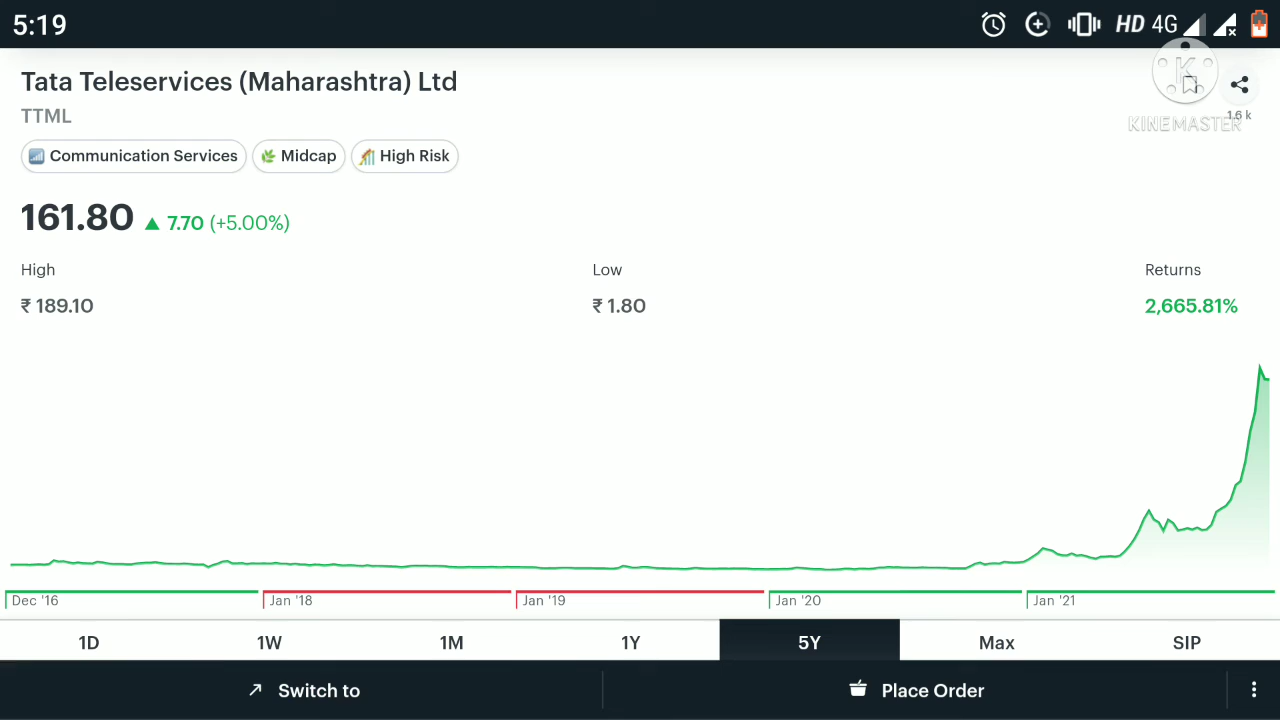 5:19
HD 4G
Tata Teleservices (Maharashtra) Ltd
TTML
K
KINEMASTER
1.6 k
Communication Services Midcap High Risk
161.80 ▲ 7.70 (+5.00%)
High Low Returns
₹ 189.10 ₹ 1.80 2,665.81%
Dec '16 Jan '18 Jan '19 Jan '20 Jan '21
1D 1W 1M 1Y 5Y Max SIP
Switch to Place Order